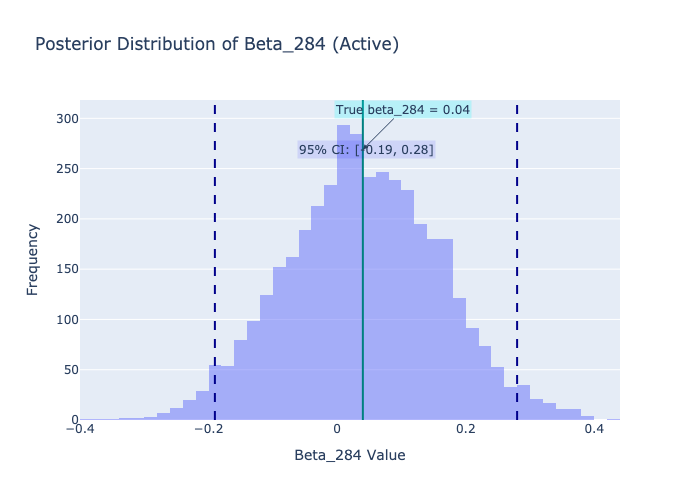 Posterior Distribution of Beta_284 (Active)
True beta_284 = 0.04
95% CI: [-0.19, 0.28]
Frequency
300
250
200
150
100
50
0
−0.4
−0.2
0
0.2
0.4
Beta_284 Value